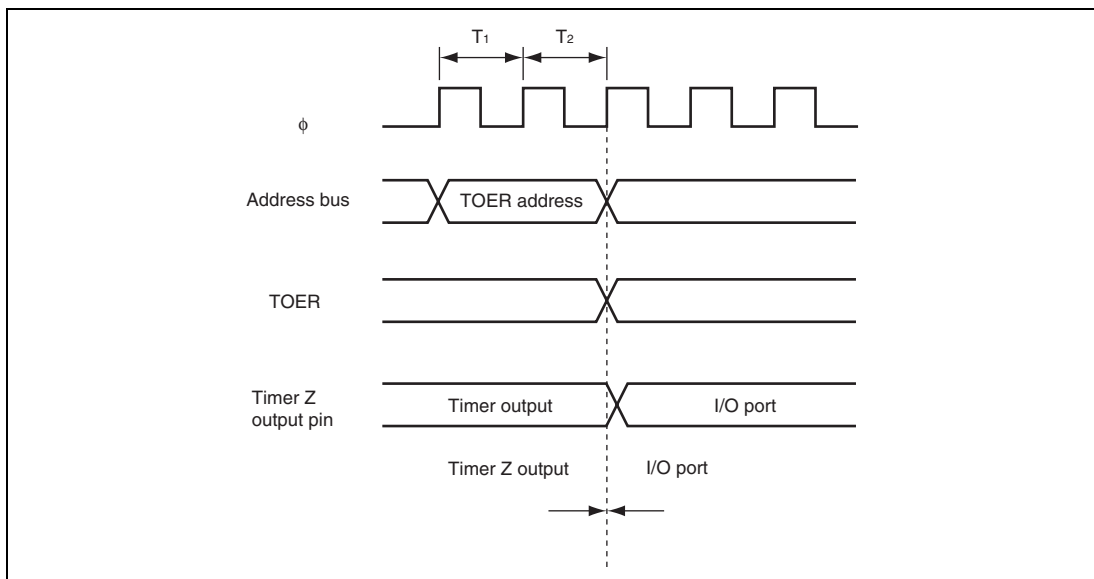 T1 T2
ϕ
Address bus TOER address
TOER
Timer Z
output pin Timer output I/O port
Timer Z output I/O port